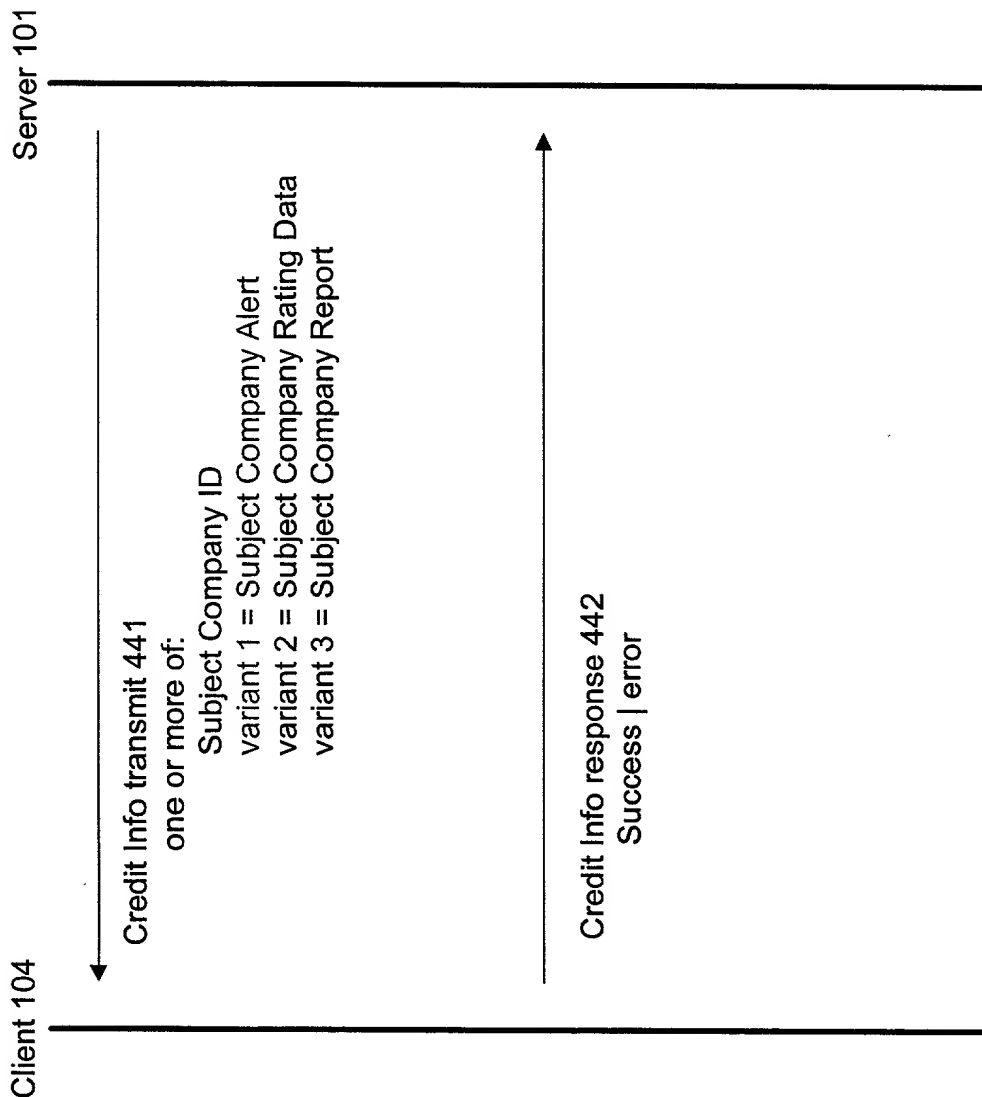 Client 104
Server 101
Credit Info transmit 441
one or more of:
Subject Company ID
variant 1 = Subject Company Alert
variant 2 = Subject Company Rating Data
variant 3 = Subject Company Report
Credit Info response 442
Success | error